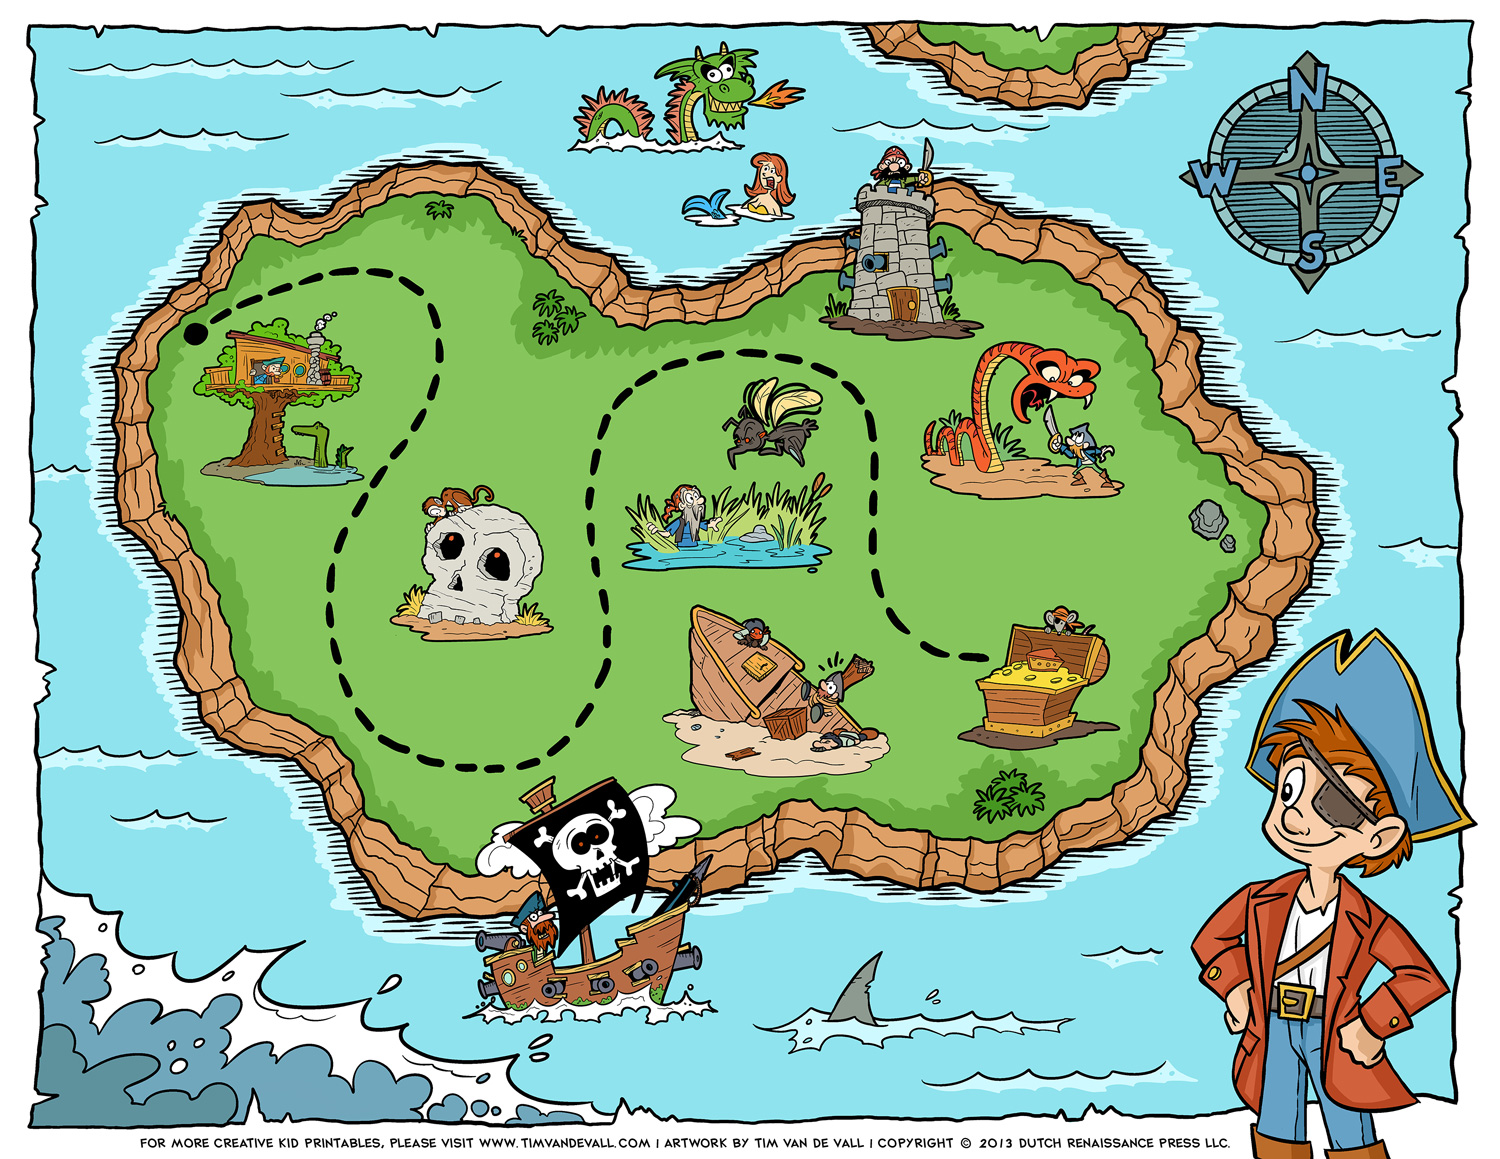 N
W E
S
FOR MORE CREATIVE KID PRINTABLES, PLEASE VISIT WWW.TIMVANDEVALL.COM | ARTWORK BY TIM VAN DE VALL | COPYRIGHT © 2013 DUTCH RENAISSANCE PRESS LLC.